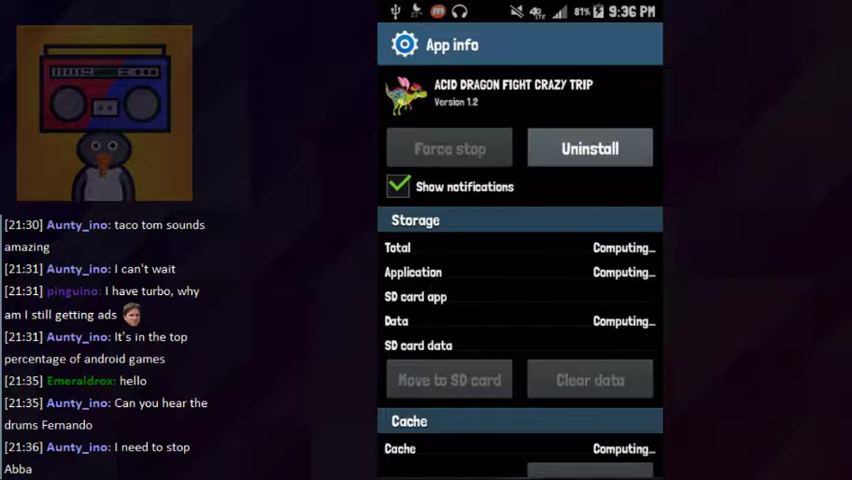 81% 9:36 PM
App info
ACID DRAGON FIGHT CRAZY TRIP
Version 1.2
Force stop Uninstall
Show notifications
Storage
Total Computing...
Application Computing...
SD card app
Data Computing...
SD card data
Move to SD card Clear data
Cache
Cache Computing...
[21:30] Aunty_ino: taco tom sounds
amazing
[21:31] Aunty_ino: I can't wait
[21:31] pinguino: I have turbo, why
am I still getting ads
[21:31] Aunty_ino: It's in the top
percentage of android games
[21:35] Emeraldrox: hello
[21:35] Aunty_ino: Can you hear the
drums Fernando
[21:36] Aunty_ino: I need to stop
Abba